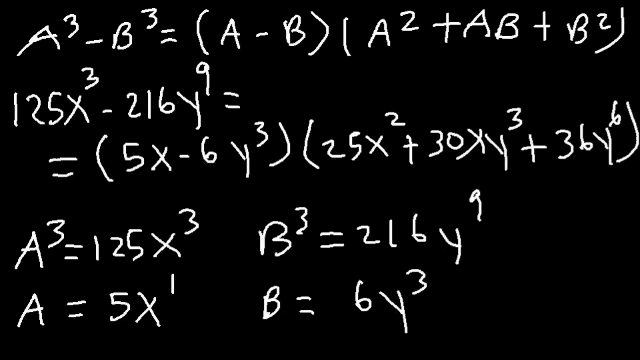 A³ - B³ = (A - B)(A² + AB + B²)
125x³ - 216y⁹ =
= (5x - 6y³)(25x² + 30xy³ + 36y⁶)
A³ = 125x³ B³ = 216y⁹
A = 5x¹ B = 6y³